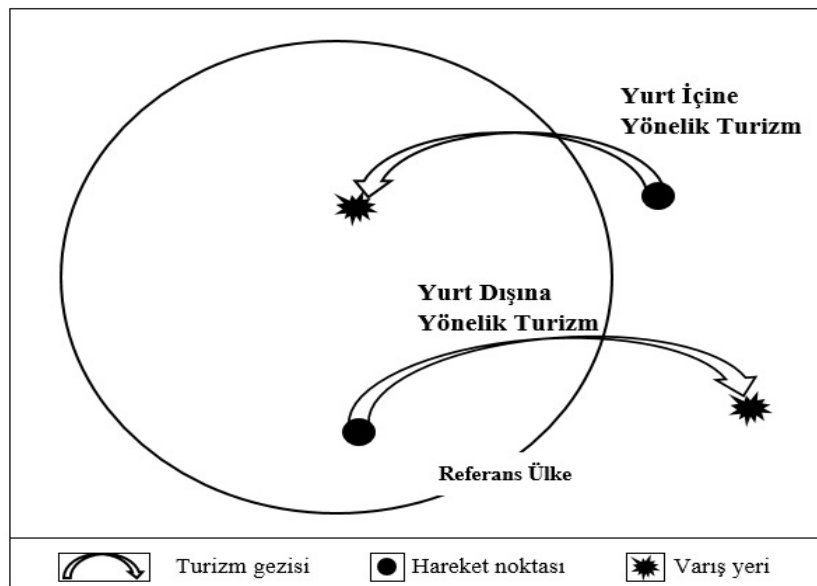 Yurt İçine
Yönelik Turizm
Yurt Dışına
Yönelik Turizm
Referans Ülke
Turizm gezisi
Hareket noktası
Varış yeri